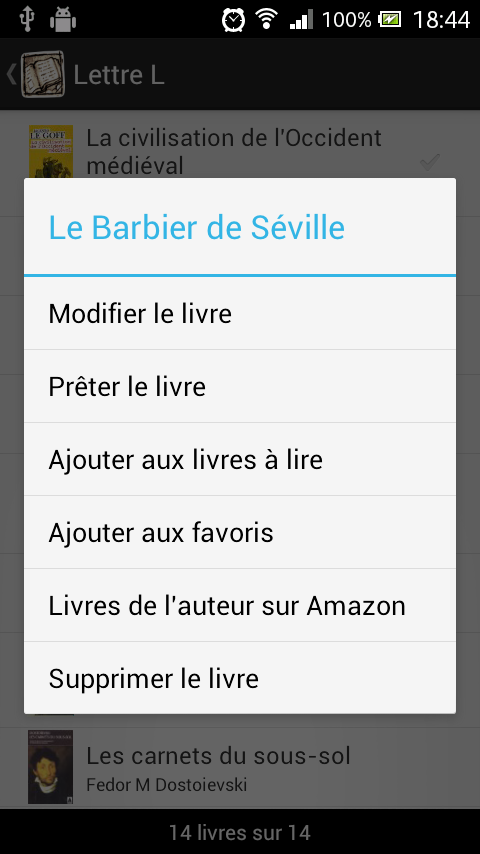 100% 18:44
Lettre L
LE GOFF
La civilisation de l'Occident
médiéval
Le Barbier de Séville
Modifier le livre
Prêter le livre
Ajouter aux livres à lire
Ajouter aux favoris
Livres de l'auteur sur Amazon
Supprimer le livre
Les carnets du sous-sol
Fedor M Dostoievski
14 livres sur 14